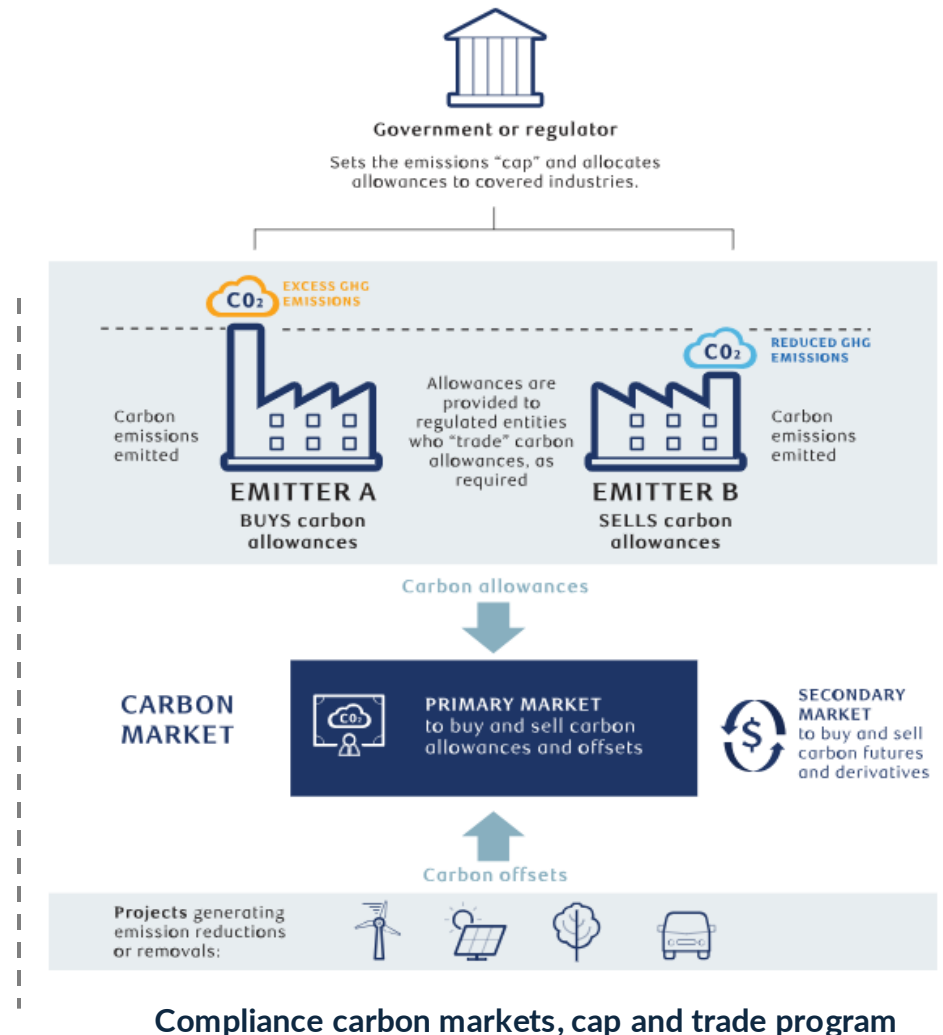 Government or regulator
Sets the emissions “cap” and allocates
allowances to covered industries.
CO₂
EXCESS GHG
EMISSIONS
CO₂
REDUCED GHG
EMISSIONS
Carbon
emissions
emitted
Allowances are
provided to
regulated entities
who “trade” carbon
allowances, as
required
Carbon
emissions
emitted
EMITTER A
BUYS carbon
allowances
EMITTER B
SELLS carbon
allowances
Carbon allowances
CARBON
MARKET
CO₂
PRIMARY MARKET
to buy and sell carbon
allowances and offsets
$
SECONDARY
MARKET
to buy and sell
carbon futures
and derivatives
Carbon offsets
Projects generating
emission reductions
or removals:
Compliance carbon markets, cap and trade program